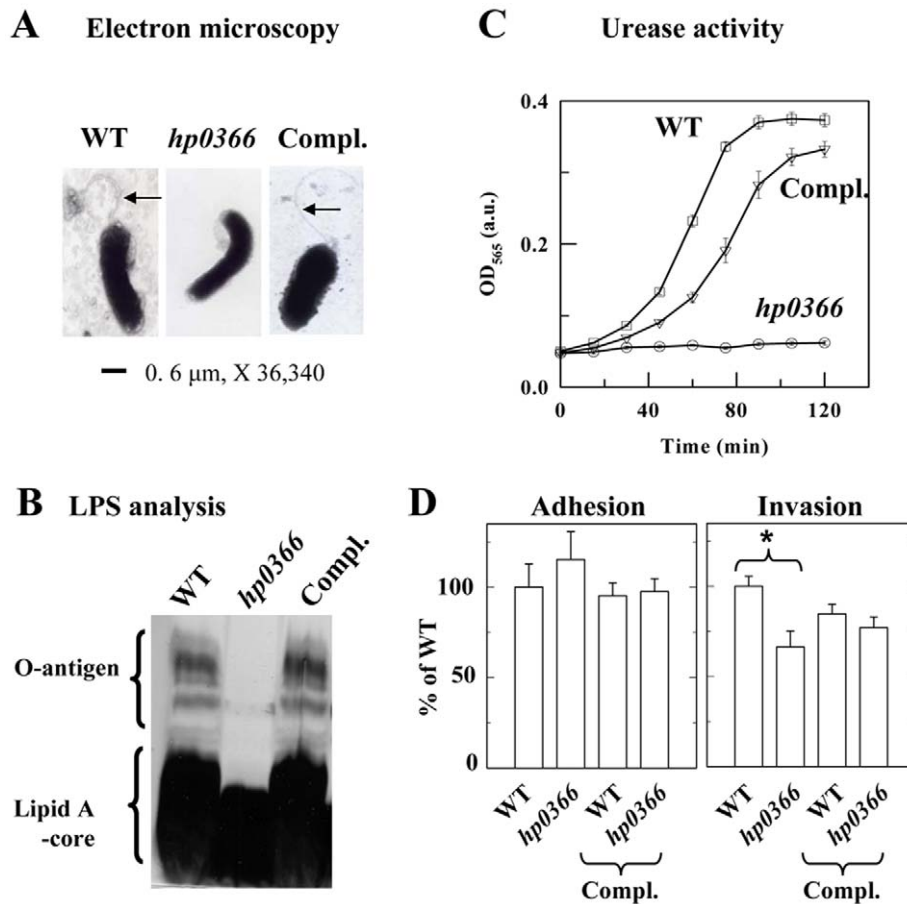 A Electron microscopy
WT hp0366 Compl.
0. 6 μm, X 36,340
B LPS analysis
WT hp0366 Compl.
O-antigen
Lipid A
-core
C Urease activity
0.4
0.2
0.0
OD565 (a.u.)
WT
Compl.
hp0366
0 40 80 120
Time (min)
D
Adhesion Invasion
*
100
50
0
% of WT
WT hp0366 WT hp0366 WT hp0366 WT hp0366
Compl. Compl.